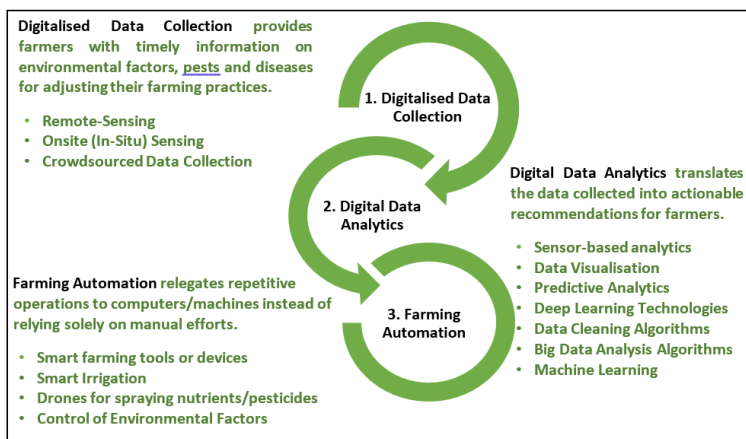 Digitalised Data Collection provides
farmers with timely information on
environmental factors, pests and diseases
for adjusting their farming practices.
• Remote-Sensing
• Onsite (In-Situ) Sensing
• Crowdsourced Data Collection
1. Digitalised Data
Collection
2. Digital Data
Analytics
Digital Data Analytics translates
the data collected into actionable
recommendations for farmers.
• Sensor-based analytics
• Data Visualisation
• Predictive Analytics
• Deep Learning Technologies
• Data Cleaning Algorithms
• Big Data Analysis Algorithms
• Machine Learning
Farming Automation relegates repetitive
operations to computers/machines instead of
relying solely on manual efforts.
• Smart farming tools or devices
• Smart Irrigation
• Drones for spraying nutrients/pesticides
• Control of Environmental Factors
3. Farming
Automation